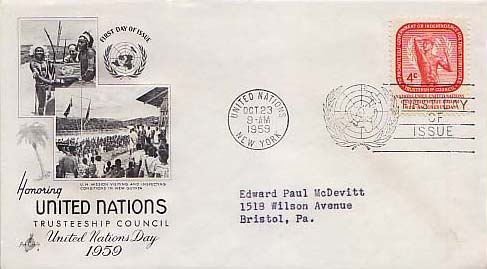 FIRST DAY OF ISSUE
U.N. MISSION VISITING AND INSPECTING
CONDITIONS IN NEW GUINEA
Honoring
UNITED NATIONS
TRUSTEESHIP COUNCIL
United Nations Day
1959
UNITED NATIONS
OCT 23
9-AM
1959
NEW YORK
4¢
TRUSTEESHIP COUNCIL
FIRST DAY
OF
ISSUE
Edward Paul McDevitt
1518 Wilson Avenue
Bristol, Pa.